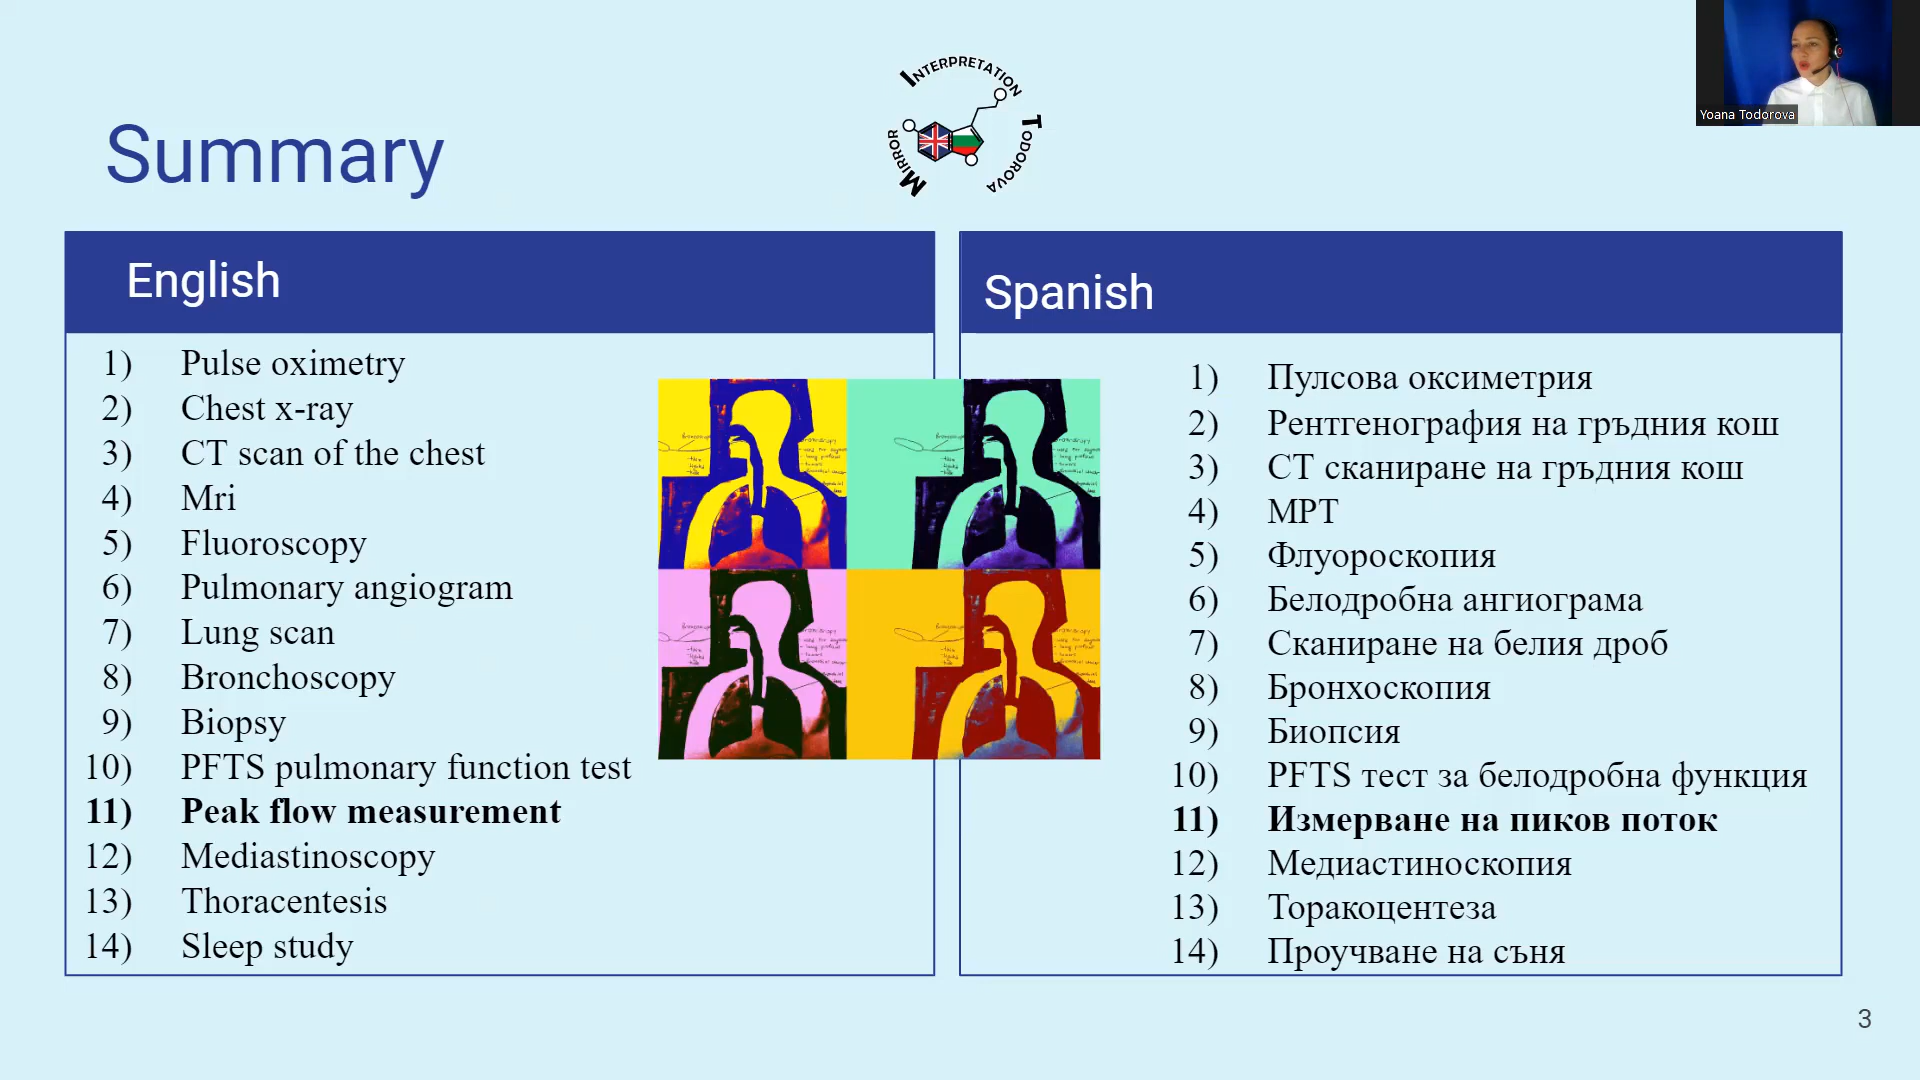 INTERPRETATION
TODOROVA
MIRROR
Yoana Todorova
Summary
English
1) Pulse oximetry
2) Chest x-ray
3) CT scan of the chest
4) Mri
5) Fluoroscopy
6) Pulmonary angiogram
7) Lung scan
8) Bronchoscopy
9) Biopsy
10) PFTS pulmonary function test
11) Peak flow measurement
12) Mediastinoscopy
13) Thoracentesis
14) Sleep study
Spanish
1) Пулсова оксиметрия
2) Рентгенография на гръдния кош
3) СТ сканиране на гръдния кош
4) МРТ
5) Флуороскопия
6) Белодробна ангиограма
7) Сканиране на белия дроб
8) Бронхоскопия
9) Биопсия
10) PFTS тест за белодробна функция
11) Измерване на пиков поток
12) Медиастиноскопия
13) Торакоцентеза
14) Проучване на съня
3